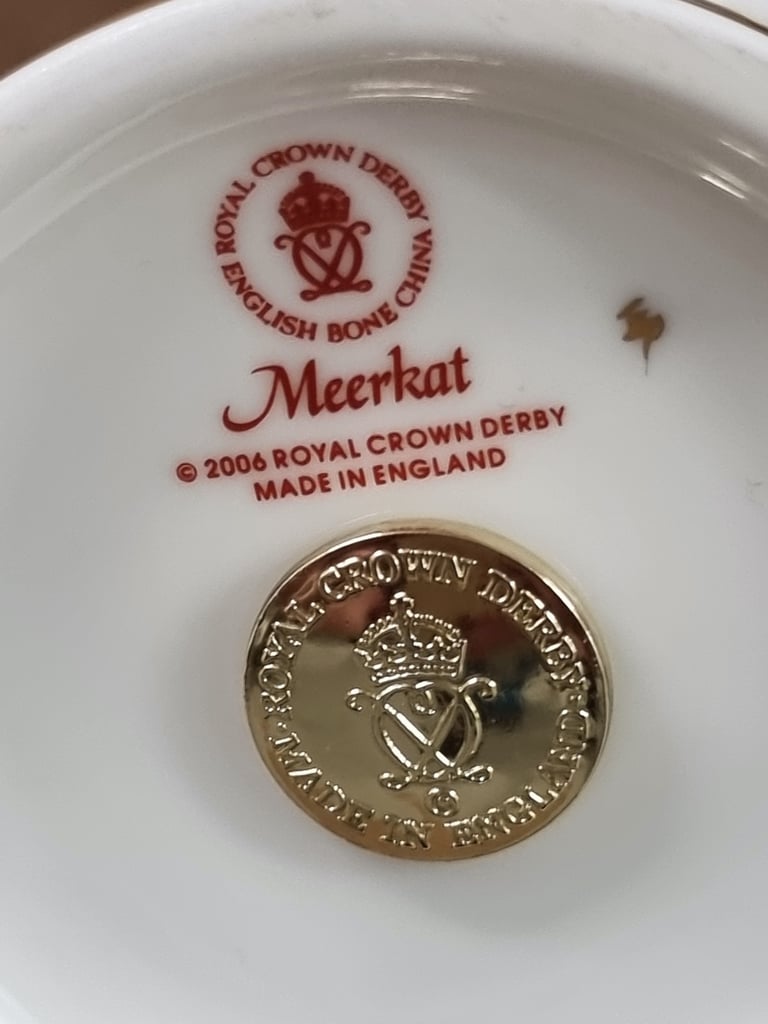 ROYAL CROWN DERBY
ENGLISH BONE CHINA
Meerkat
© 2006 ROYAL CROWN DERBY
MADE IN ENGLAND
ROYAL CROWN DERBY
MADE IN ENGLAND